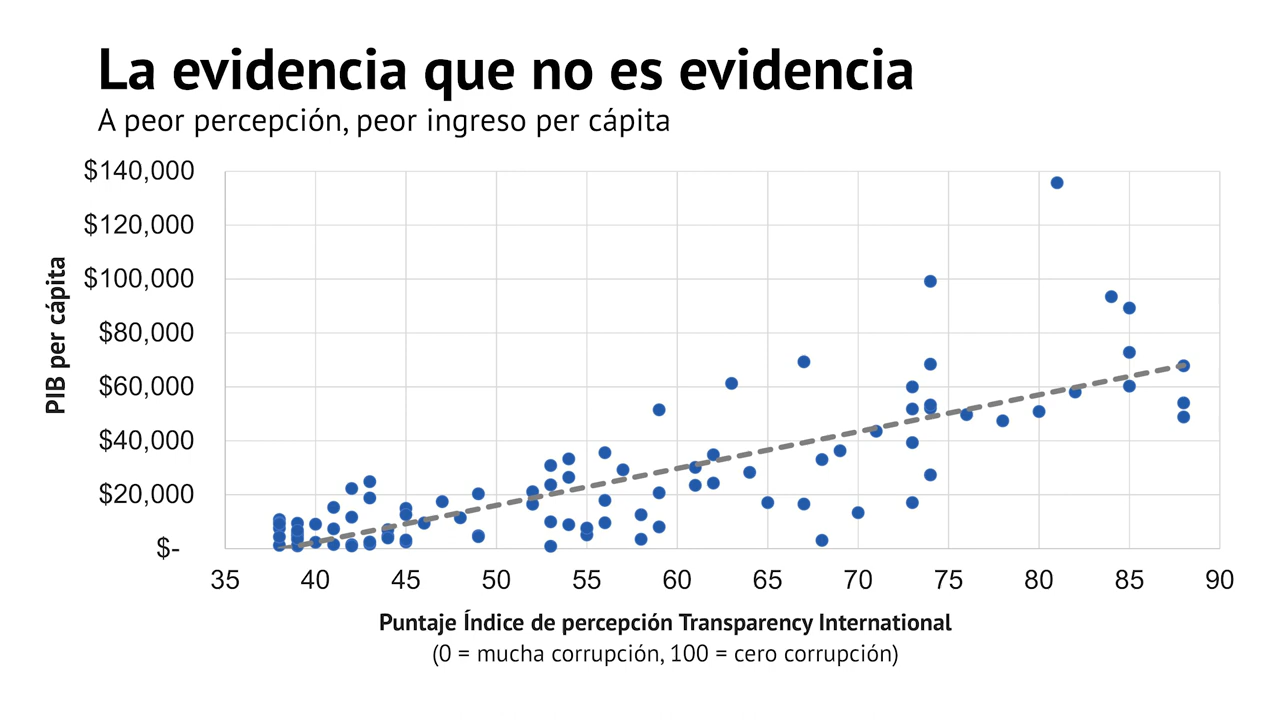 La evidencia que no es evidencia
A peor percepción, peor ingreso per cápita
$140,000
$120,000
$100,000
$80,000
$60,000
$40,000
$20,000
$-
PIB per cápita
35 40 45 50 55 60 65 70 75 80 85 90
Puntaje Índice de percepción Transparency International
(0 = mucha corrupción, 100 = cero corrupción)